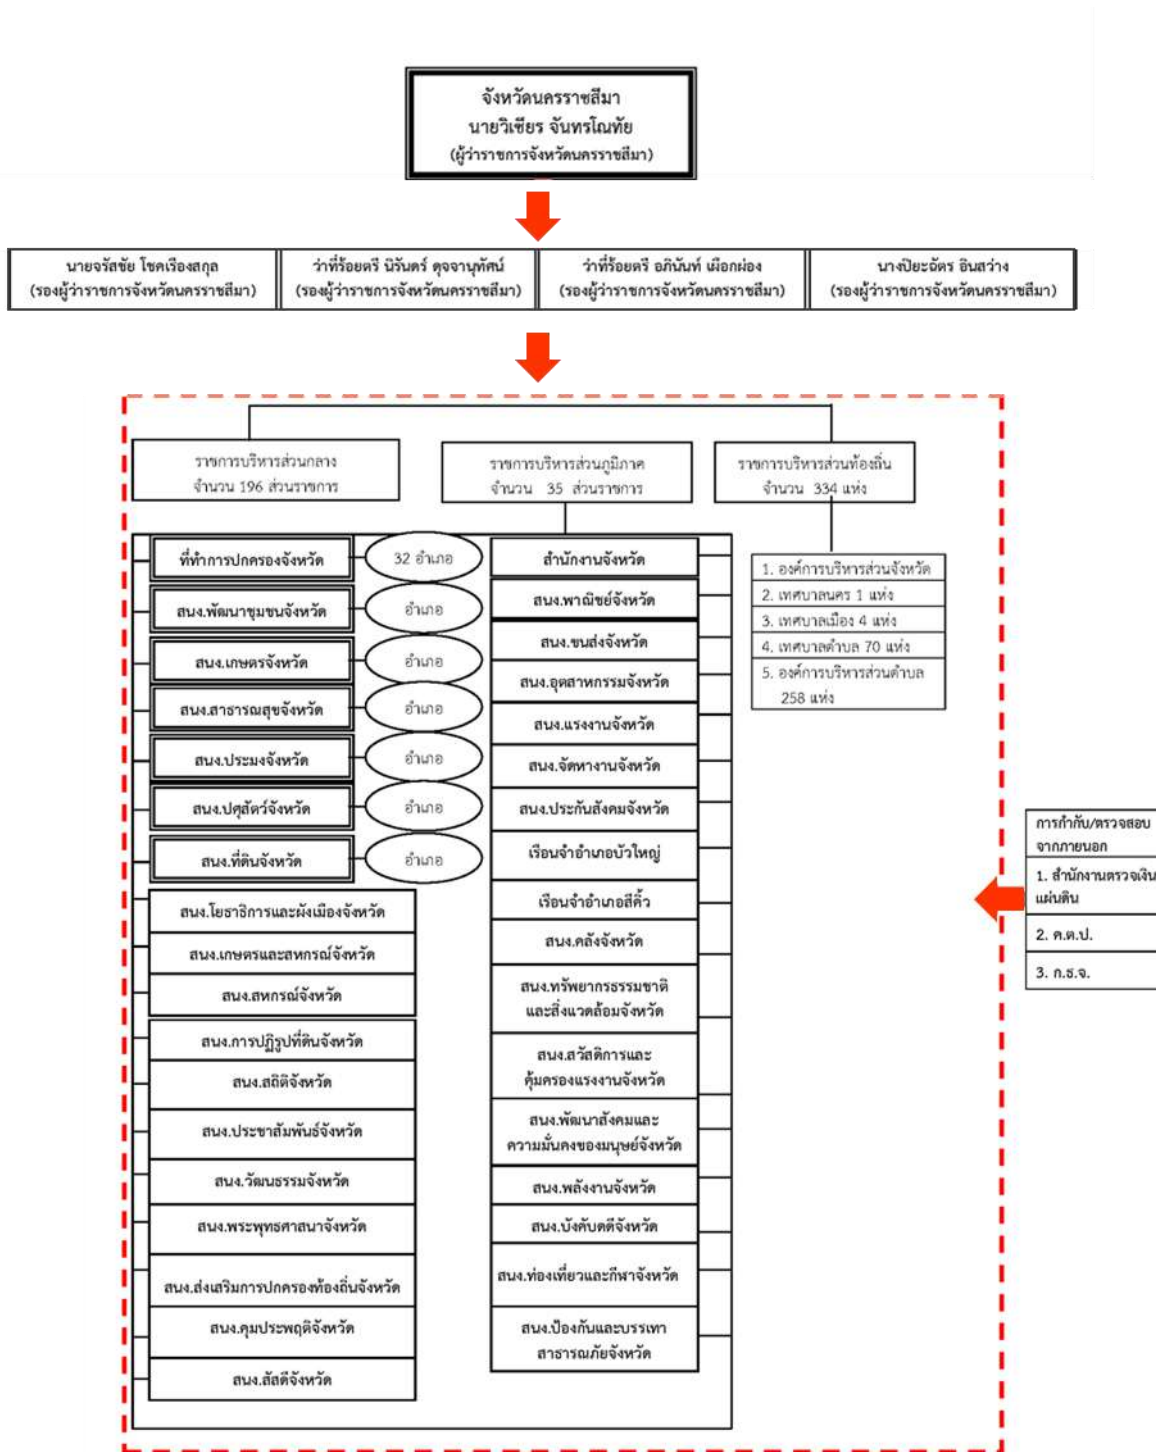 จังหวัดนครราชสีมา
นายวิเชียร จันทรโณทัย
(ผู้ว่าราชการจังหวัดนครราชสีมา)
นายจรัสชัย โชคเรืองสกุล
(รองผู้ว่าราชการจังหวัดนครราชสีมา)
ว่าที่ร้อยตรี นิรันดร์ ดุจจานุทัศน์
(รองผู้ว่าราชการจังหวัดนครราชสีมา)
ว่าที่ร้อยตรี อภินันท์ เผือกผ่อง
(รองผู้ว่าราชการจังหวัดนครราชสีมา)
นางปิยะฉัตร อินสว่าง
(รองผู้ว่าราชการจังหวัดนครราชสีมา)
ราชการบริหารส่วนกลาง
จำนวน 196 ส่วนราชการ
ราชการบริหารส่วนภูมิภาค
จำนวน 35 ส่วนราชการ
ราชการบริหารส่วนท้องถิ่น
จำนวน 334 แห่ง
ที่ทำการปกครองจังหวัด
32 อำเภอ
สนง.พัฒนาชุมชนจังหวัด
อำเภอ
สนง.เกษตรจังหวัด
อำเภอ
สนง.สาธารณสุขจังหวัด
อำเภอ
สนง.ประมงจังหวัด
อำเภอ
สนง.ปศุสัตว์จังหวัด
อำเภอ
สนง.ที่ดินจังหวัด
อำเภอ
สนง.โยธาธิการและผังเมืองจังหวัด
สนง.เกษตรและสหกรณ์จังหวัด
สนง.สหกรณ์จังหวัด
สนง.การปฏิรูปที่ดินจังหวัด
สนง.สถิติจังหวัด
สนง.ประชาสัมพันธ์จังหวัด
สนง.วัฒนธรรมจังหวัด
สนง.พระพุทธศาสนาจังหวัด
สนง.ส่งเสริมการปกครองท้องถิ่นจังหวัด
สนง.คุมประพฤติจังหวัด
สนง.สัสดีจังหวัด
สำนักงานจังหวัด
สนง.พาณิชย์จังหวัด
สนง.ขนส่งจังหวัด
สนง.อุตสาหกรรมจังหวัด
สนง.แรงงานจังหวัด
สนง.จัดหางานจังหวัด
สนง.ประกันสังคมจังหวัด
เรือนจำอำเภอบัวใหญ่
เรือนจำอำเภอสีคิ้ว
สนง.คลังจังหวัด
สนง.ทรัพยากรธรรมชาติ
และสิ่งแวดล้อมจังหวัด
สนง.สวัสดิการและ
คุ้มครองแรงงานจังหวัด
สนง.พัฒนาสังคมและ
ความมั่นคงของมนุษย์จังหวัด
สนง.พลังงานจังหวัด
สนง.บังคับคดีจังหวัด
สนง.ท่องเที่ยวและกีฬาจังหวัด
สนง.ป้องกันและบรรเทา
สาธารณภัยจังหวัด
1. องค์การบริหารส่วนจังหวัด
2. เทศบาลนคร 1 แห่ง
3. เทศบาลเมือง 4 แห่ง
4. เทศบาลตำบล 70 แห่ง
5. องค์การบริหารส่วนตำบล
258 แห่ง
การกำกับ/ตรวจสอบ
จากภายนอก
1. สำนักงานตรวจเงิน
แผ่นดิน
2. ค.ต.ป.
3. ก.ธ.จ.